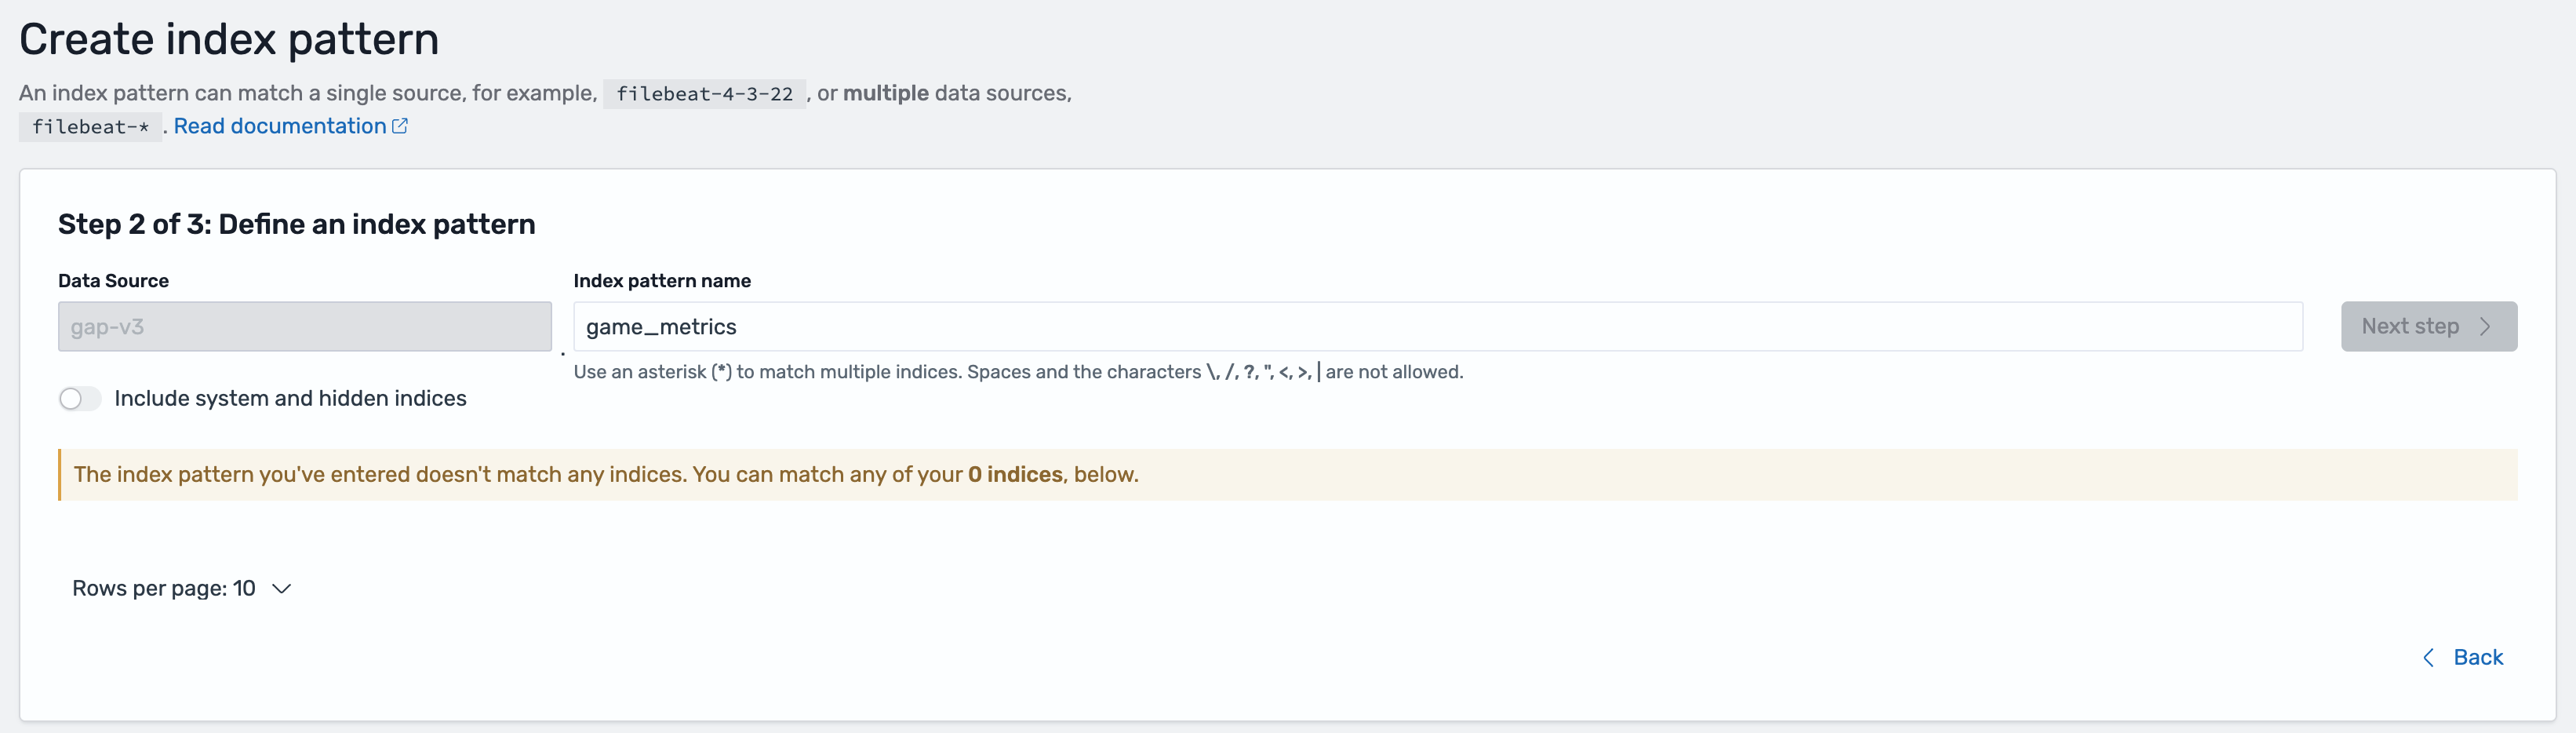 Create index pattern
An index pattern can match a single source, for example, filebeat-4-3-22 , or multiple data sources,
filebeat-* . Read documentation
Step 2 of 3: Define an index pattern
Data Source
Index pattern name
gap-v3
.
game_metrics
Next step
Use an asterisk (*) to match multiple indices. Spaces and the characters \, /, ?, ", <, >, | are not allowed.
Include system and hidden indices
The index pattern you've entered doesn't match any indices. You can match any of your 0 indices, below.
Rows per page: 10
Back